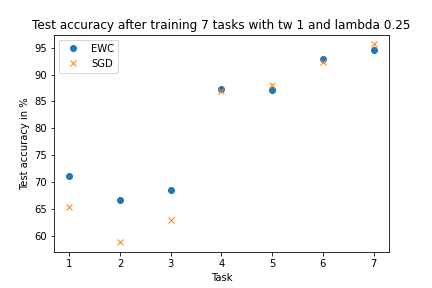 Test accuracy after training 7 tasks with tw 1 and lambda 0.25
EWC
SGD
Test accuracy in %
95
90
85
80
75
70
65
60
1 2 3 4 5 6 7
Task